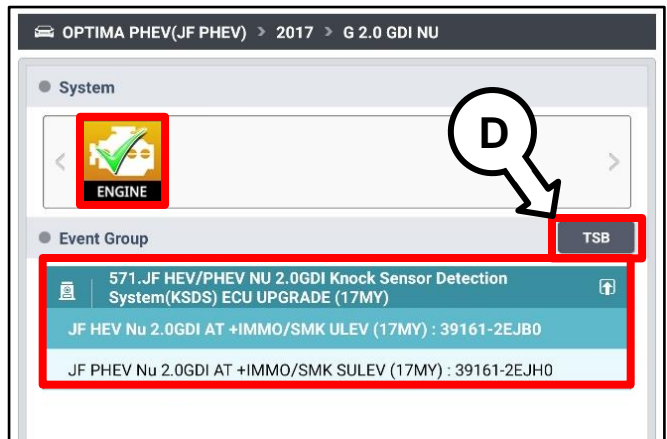 OPTIMA PHEV(JF PHEV) > 2017 > G 2.0 GDI NU
System
D
ENGINE
Event Group
TSB
571.JF HEV/PHEV NU 2.0GDI Knock Sensor Detection
System(KSDS) ECU UPGRADE (17MY)
JF HEV Nu 2.0GDI AT +IMMO/SMK ULEV (17MY) : 39161-2EJB0
JF PHEV Nu 2.0GDI AT +IMMO/SMK SULEV (17MY) : 39161-2EJH0